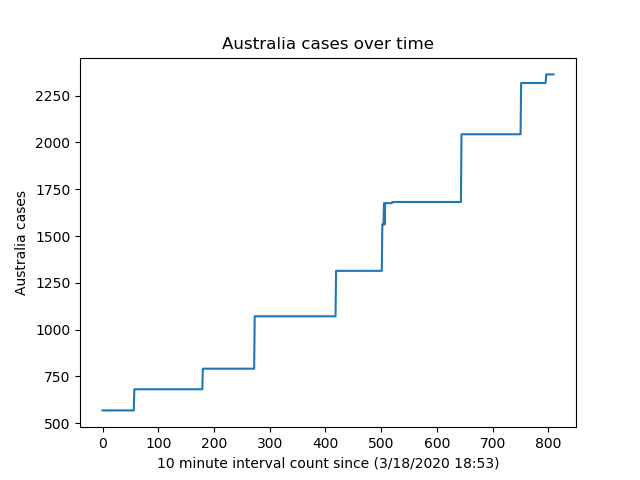 Australia cases over time
2250
2000
1750
1500
1250
1000
750
500
Australia cases
0 100 200 300 400 500 600 700 800
10 minute interval count since (3/18/2020 18:53)